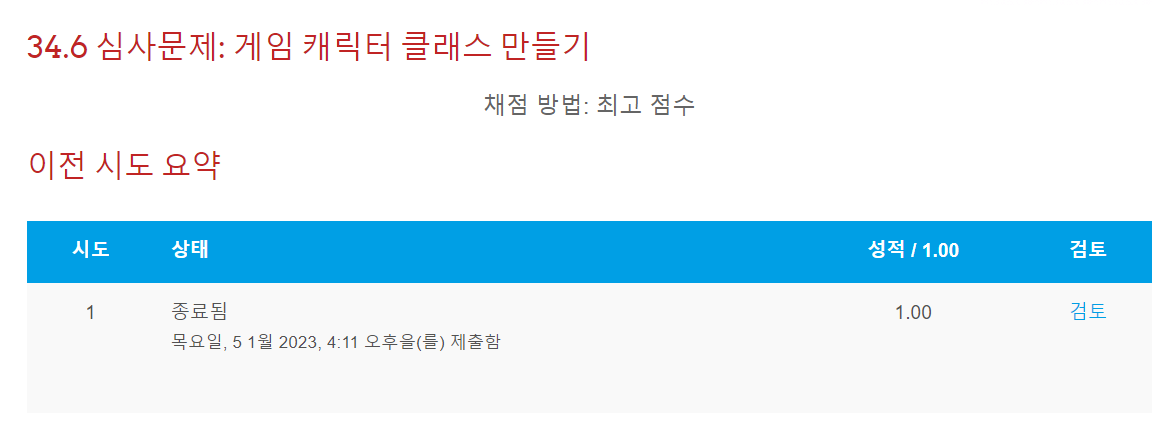 34.6 심사문제: 게임 캐릭터 클래스 만들기
채점 방법: 최고 점수
이전 시도 요약
시도 상태 성적 / 1.00 검토
1 종료됨 1.00 검토
목요일, 5 1월 2023, 4:11 오후을(를) 제출함